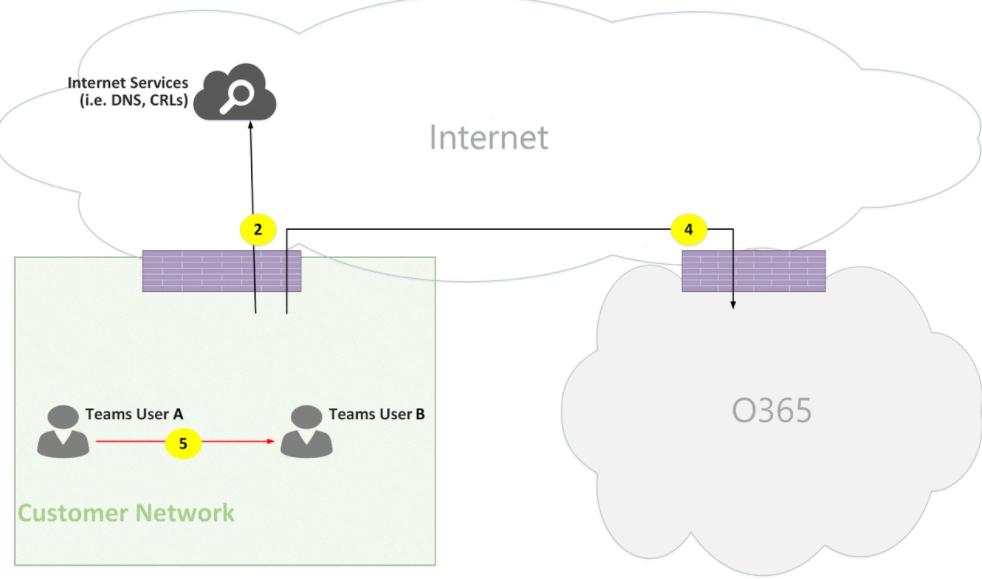 Internet Services
(i.e. DNS, CRLs)
Internet
2
4
Teams User A
Teams User B
5
O365
Customer Network